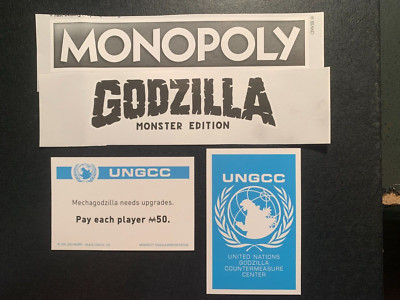 MONOPOLY
GODZILLA
MONSTER EDITION
UNGCC
Mechagodzilla needs upgrades.
Pay each player ₩50.
UNGCC
UNITED NATIONS
GODZILLA
COUNTERMEASURE
CENTER